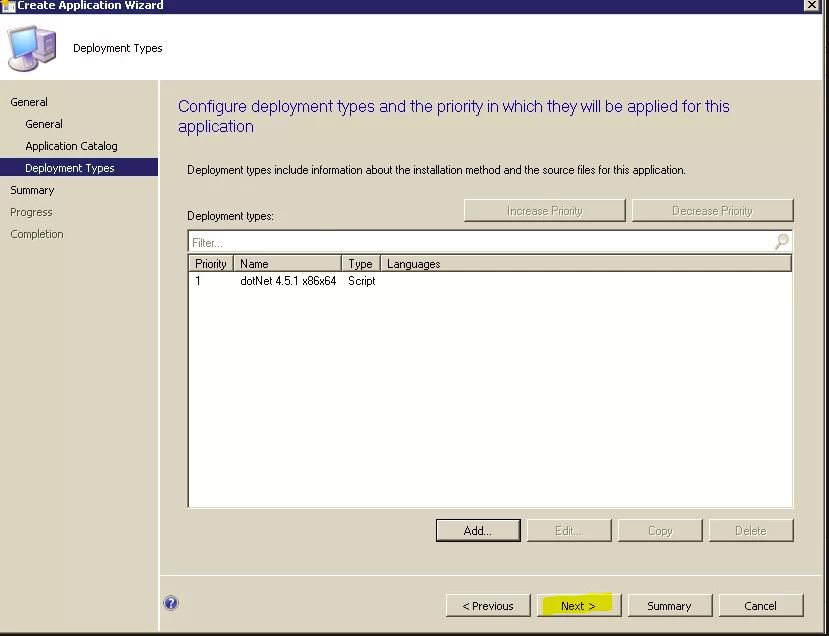 Create Application Wizard
Deployment Types
General
General
Application Catalog
Deployment Types
Summary
Progress
Completion
Configure deployment types and the priority in which they will be applied for this
application
Deployment types include information about the installation method and the source files for this application.
Increase Priority Decrease Priority
Deployment types:
Filter...
Priority Name Type Languages
1 dotNet 4.5.1 x86x64 Script
Add... Edit... Copy Delete
? < Previous Next > Summary Cancel